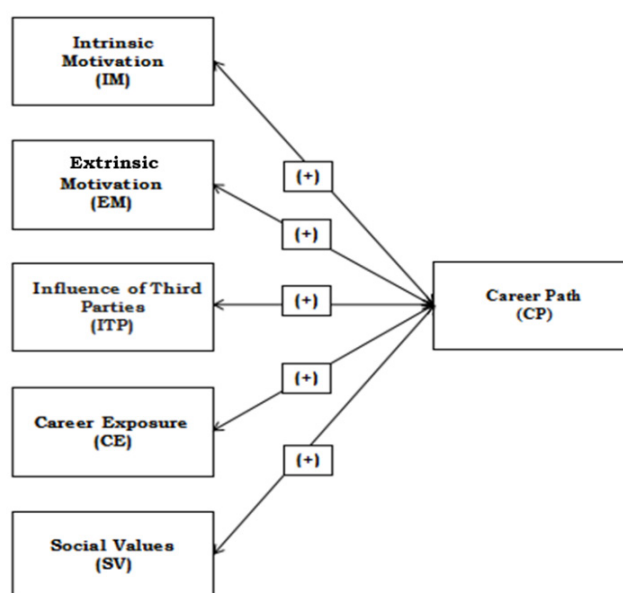 Intrinsic
Motivation
(IM)
Extrinsic
Motivation
(EM)
Influence of Third
Parties
(ITP)
Career Exposure
(CE)
Social Values
(SV)
(+)
(+)
(+)
(+)
(+)
Career Path
(CP)